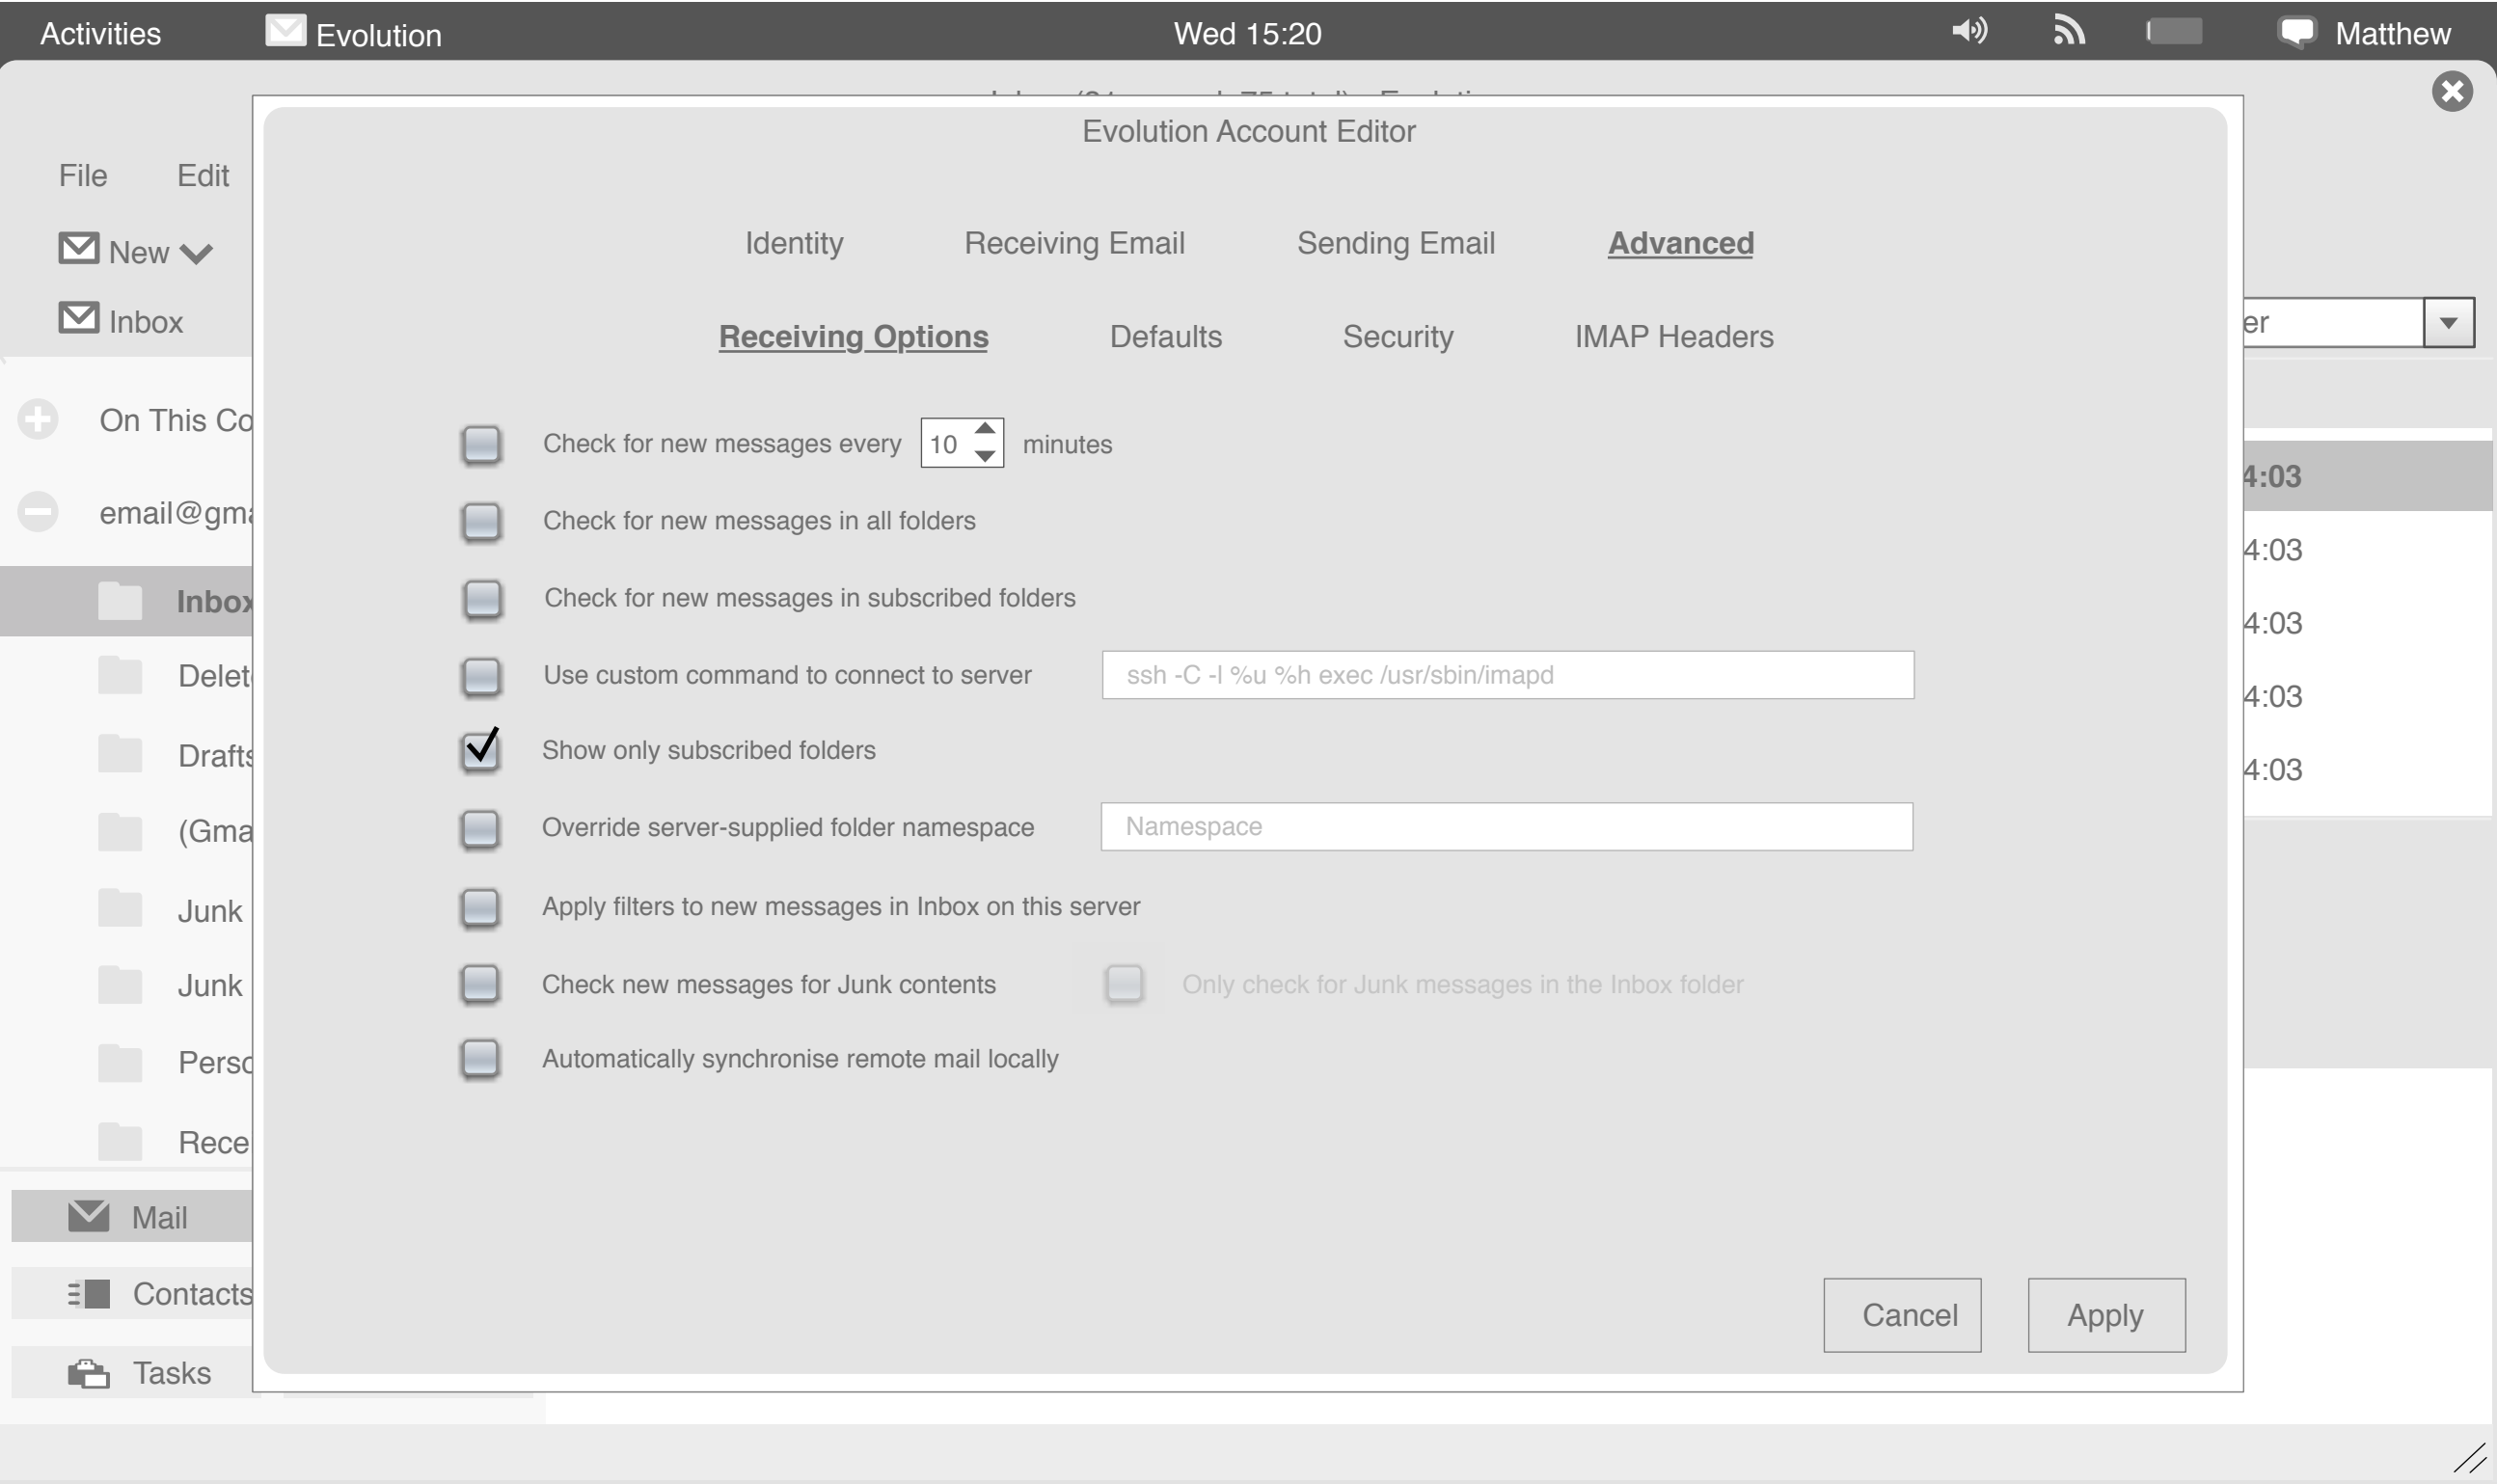 Activities Evolution Wed 15:20 Matthew
Evolution Account Editor
File Edit
Identity Receiving Email Sending Email Advanced
New
Inbox
Receiving Options Defaults Security IMAP Headers
er
On This Co
Check for new messages every 10 minutes
4:03
email@gma
Check for new messages in all folders
4:03
Inbox
Check for new messages in subscribed folders
4:03
Delet
Use custom command to connect to server ssh -C -l %u %h exec /usr/sbin/imapd
4:03
Drafts
Show only subscribed folders
4:03
(Gma
Override server-supplied folder namespace Namespace
Junk
Apply filters to new messages in Inbox on this server
Junk
Check new messages for Junk contents Only check for Junk messages in the Inbox folder
Perso
Automatically synchronise remote mail locally
Rece
Mail
Contacts
Cancel Apply
Tasks